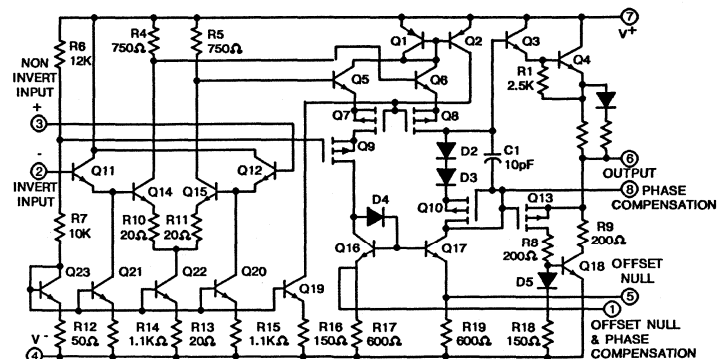 R6
12K
R4
750Ω
R5
750Ω
Q1
Q2
Q3
Q4
7
V+
R1
2.5K
NON
INVERT
INPUT
+
3
Q5
Q6
Q7
Q8
Q9
-
2
INVERT
INPUT
Q11
Q12
Q14
Q15
D2
D3
C1
10pF
6
OUTPUT
8 PHASE
COMPENSATION
Q10
Q13
R7
10K
R10
20Ω
R11
20Ω
D4
Q16
Q17
R8
200Ω
R9
200Ω
Q18
D5
OFFSET
NULL
5
1
OFFSET NULL
& PHASE
COMPENSATION
Q23
Q21
Q22
Q20
Q19
V-
4
R12
50Ω
R14
1.1KΩ
R13
20Ω
R15
1.1KΩ
R16
150Ω
R17
600Ω
R19
600Ω
R18
150Ω